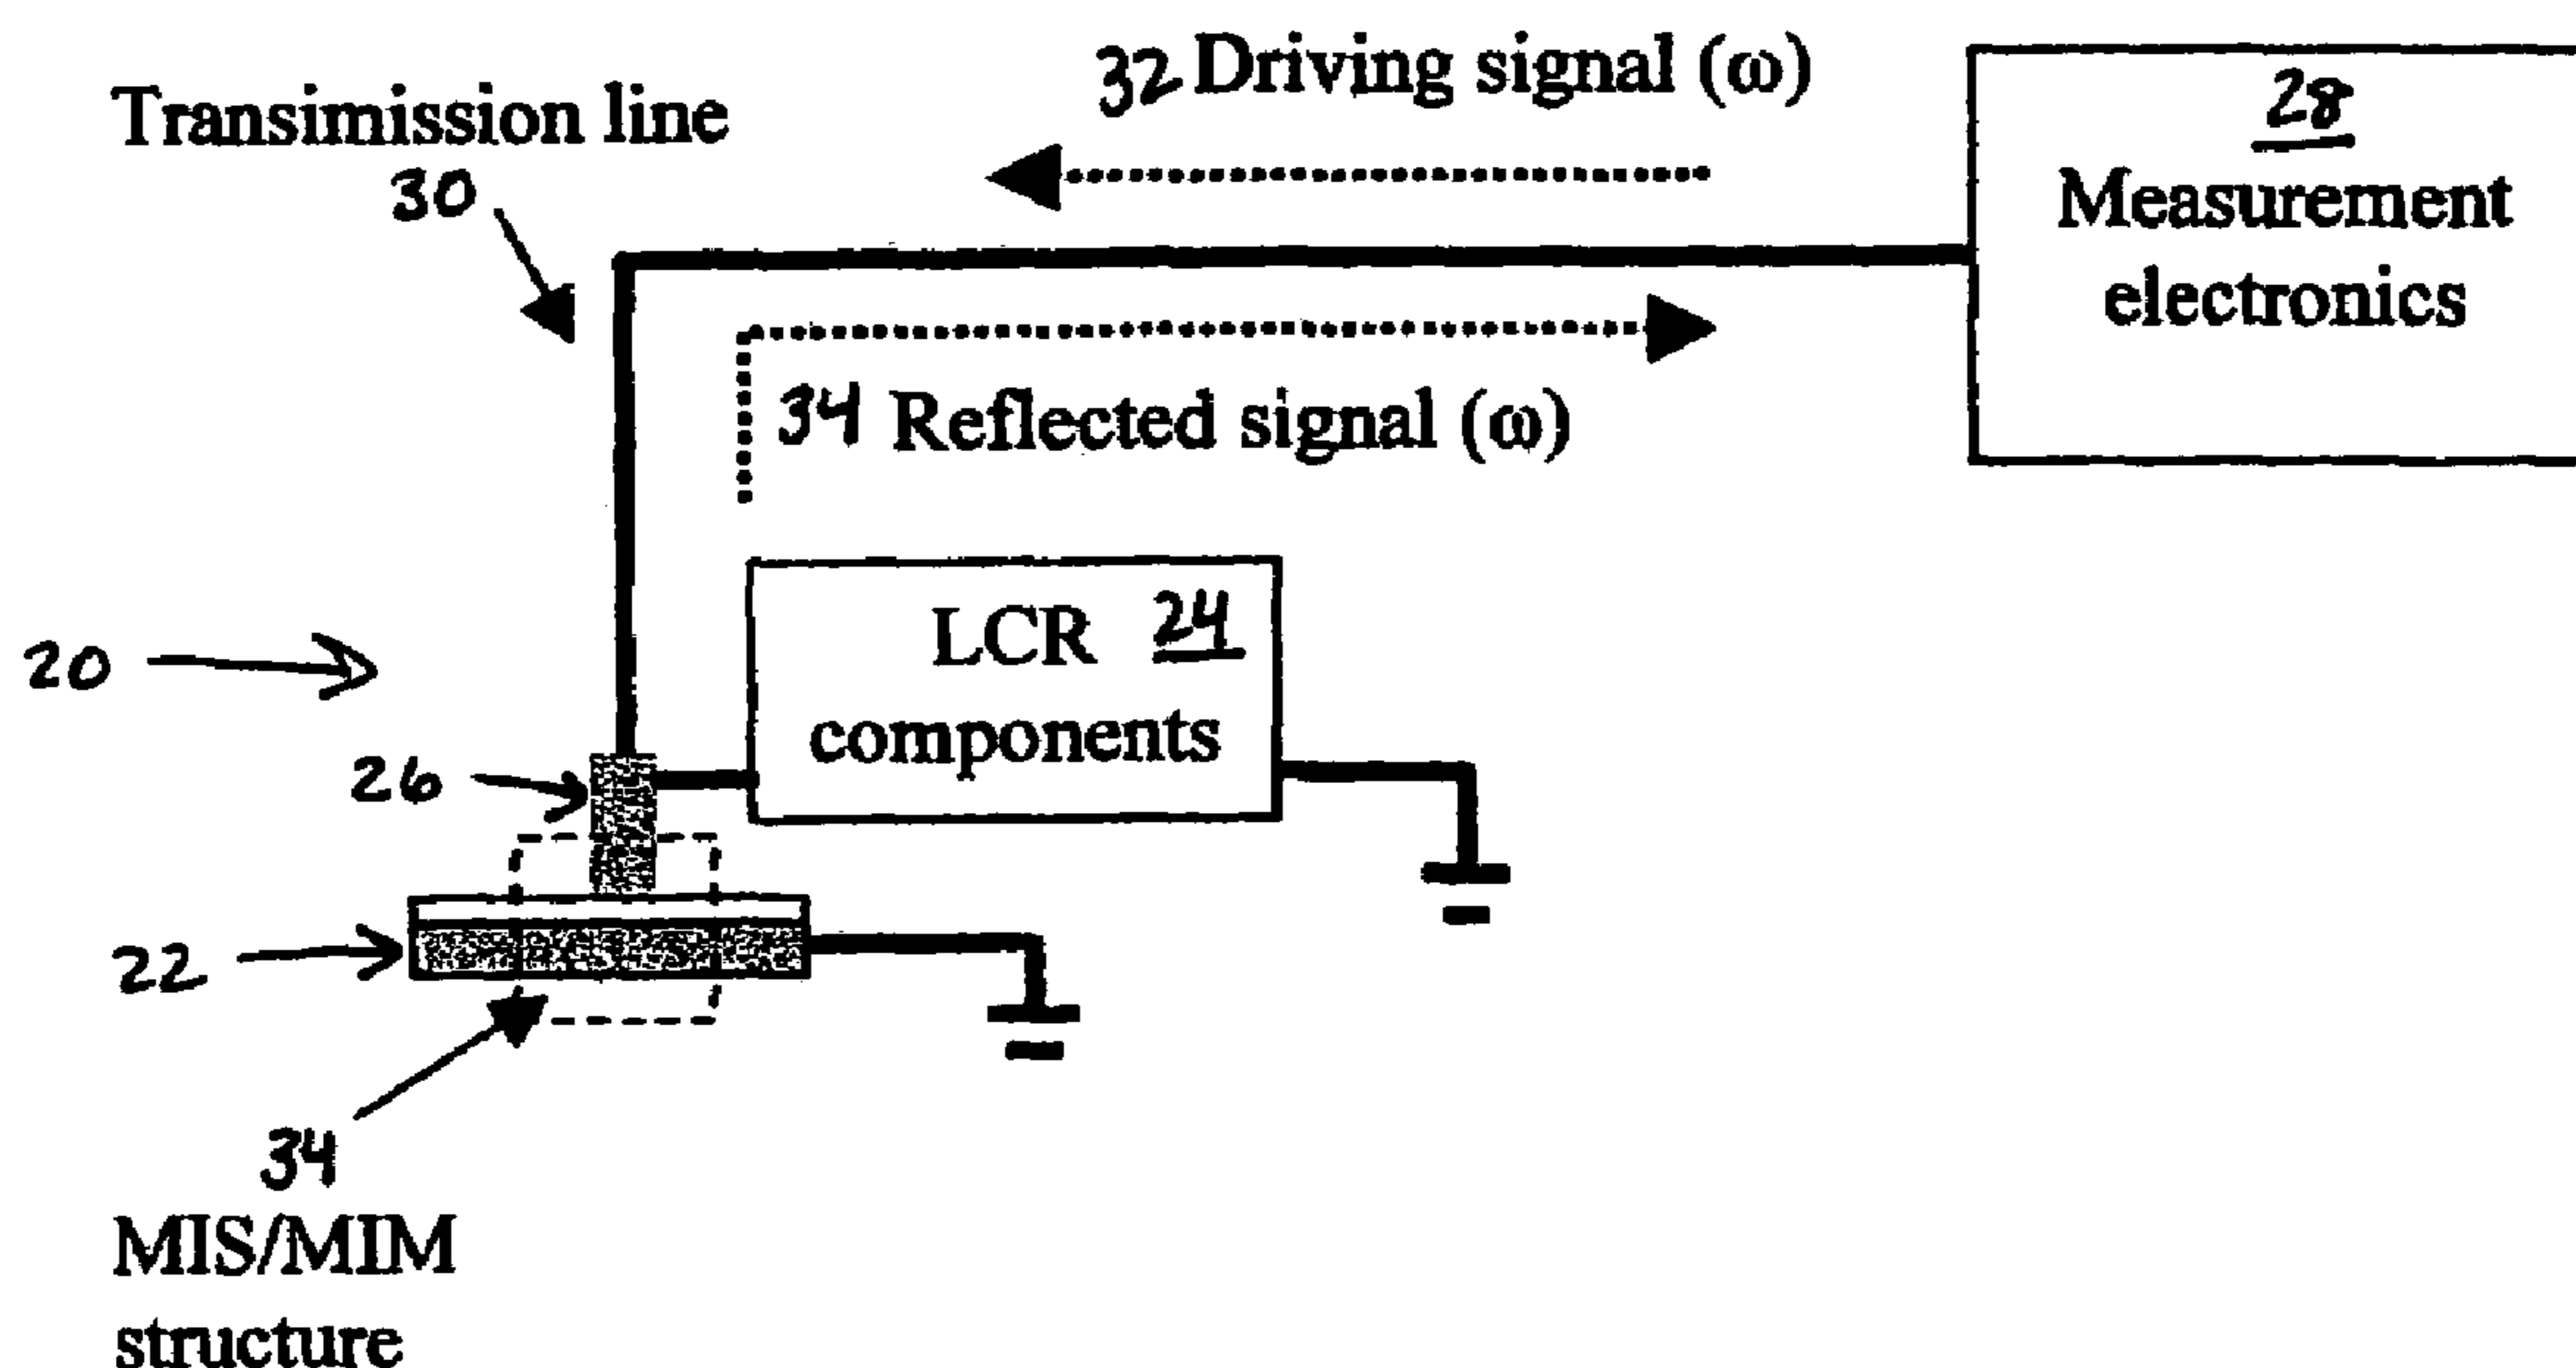 32 Driving signal (ω)
Transimission line
30
28
Measurement
electronics
34 Reflected signal (ω)
LCR 24
components
20
26
22
34
MIS/MIM
structure